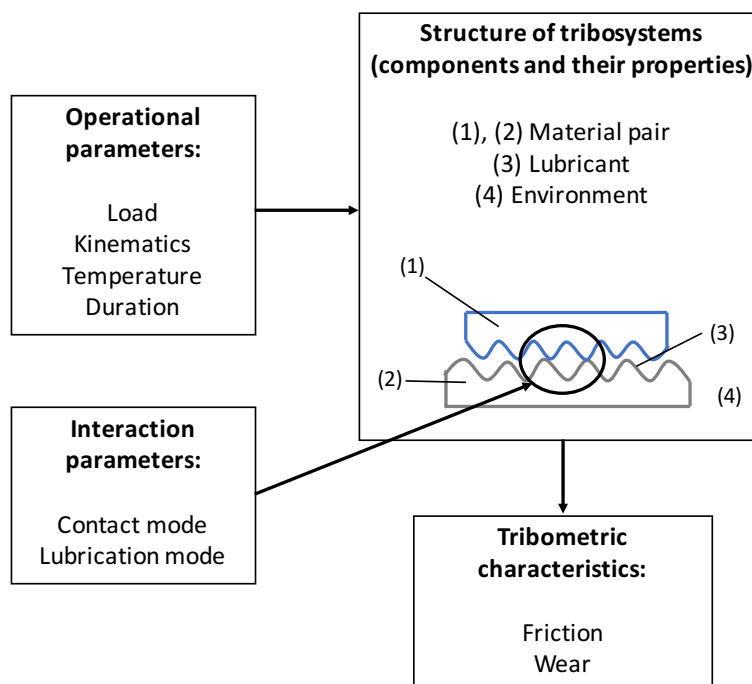 Structure of tribosystems
(components and their properties)
(1), (2) Material pair
(3) Lubricant
(4) Environment
(1)
(3)
(2)
(4)
Operational
parameters:
Load
Kinematics
Temperature
Duration
Interaction
parameters:
Contact mode
Lubrication mode
Tribometric
characteristics:
Friction
Wear